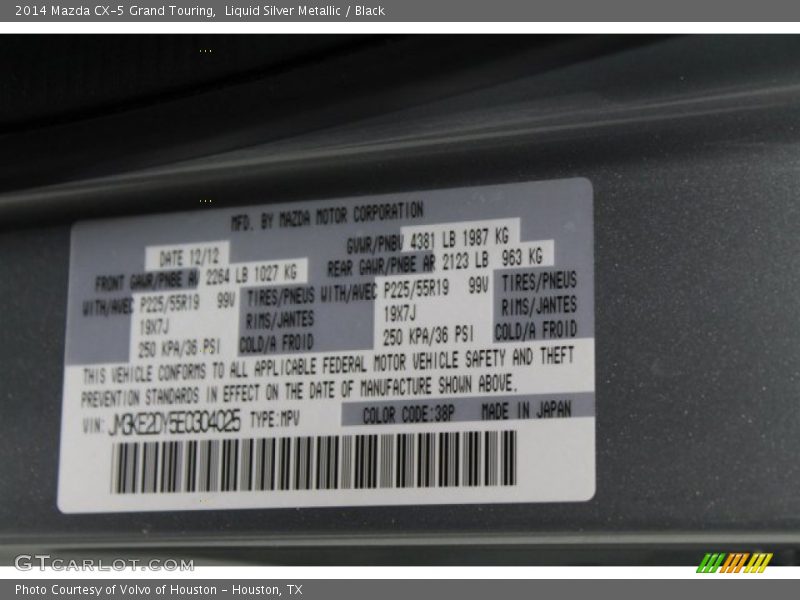 2014 Mazda CX-5 Grand Touring, Liquid Silver Metallic / Black
MFD. BY MAZDA MOTOR CORPORATION
DATE 12/12 GVWR/PNBV 4381 LB 1987 KG
FRONT GAWR/PNBE AV 2264 LB 1027 KG REAR GAWR/PNBE AR 2123 LB 963 KG
WITH/AVEC P225/55R19 99V TIRES/PNEUS WITH/AVEC P225/55R19 99V TIRES/PNEUS
19X7J RIMS/JANTES 19X7J RIMS/JANTES
250 KPA/36 PSI COLD/A FROID 250 KPA/36 PSI COLD/A FROID
THIS VEHICLE CONFORMS TO ALL APPLICABLE FEDERAL MOTOR VEHICLE SAFETY AND THEFT
PREVENTION STANDARDS IN EFFECT ON THE DATE OF MANUFACTURE SHOWN ABOVE.
VIN: JM3KE2DY5E0304025 TYPE:MPV COLOR CODE:38P MADE IN JAPAN
GTCARLOT.COM
Photo Courtesy of Volvo of Houston - Houston, TX